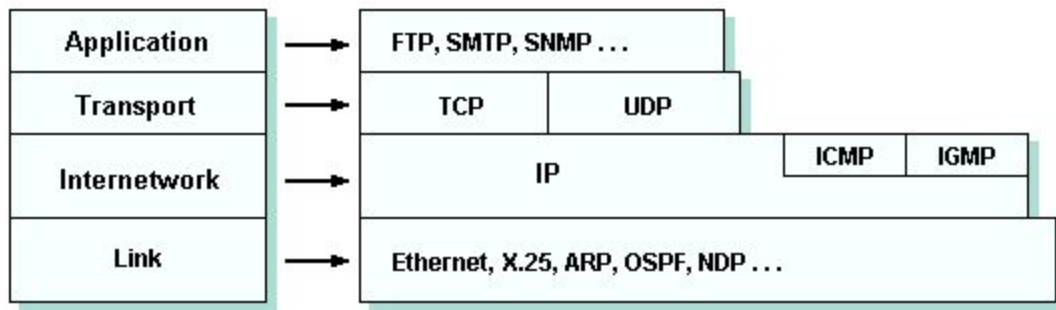 Application
FTP, SMTP, SNMP . . .
Transport
TCP
UDP
Internetwork
IP
ICMP
IGMP
Link
Ethernet, X.25, ARP, OSPF, NDP . . .